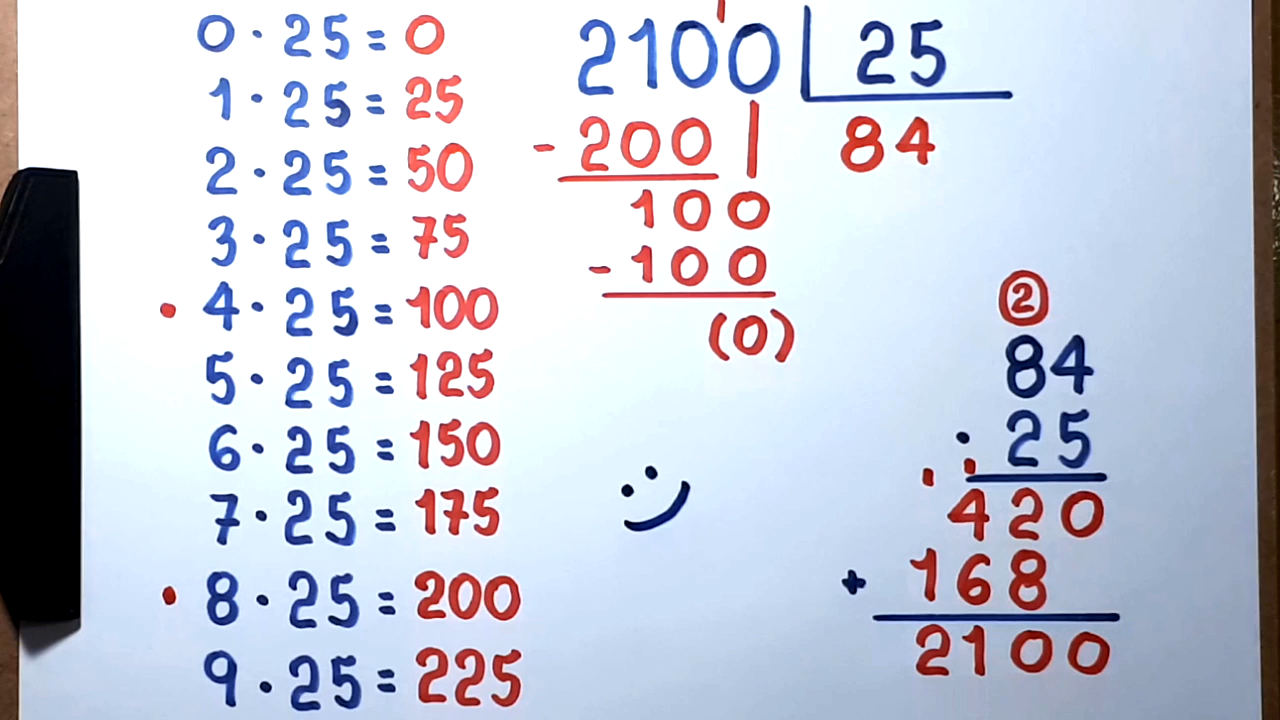 0 · 25 = 0
1 · 25 = 25
2 · 25 = 50
3 · 25 = 75
· 4 · 25 = 100
5 · 25 = 125
6 · 25 = 150
7 · 25 = 175
· 8 · 25 = 200
9 · 25 = 225
2100 | 25
- 200 | 84
100
- 100
(0)
2
84
· 25
420
+ 168
2100